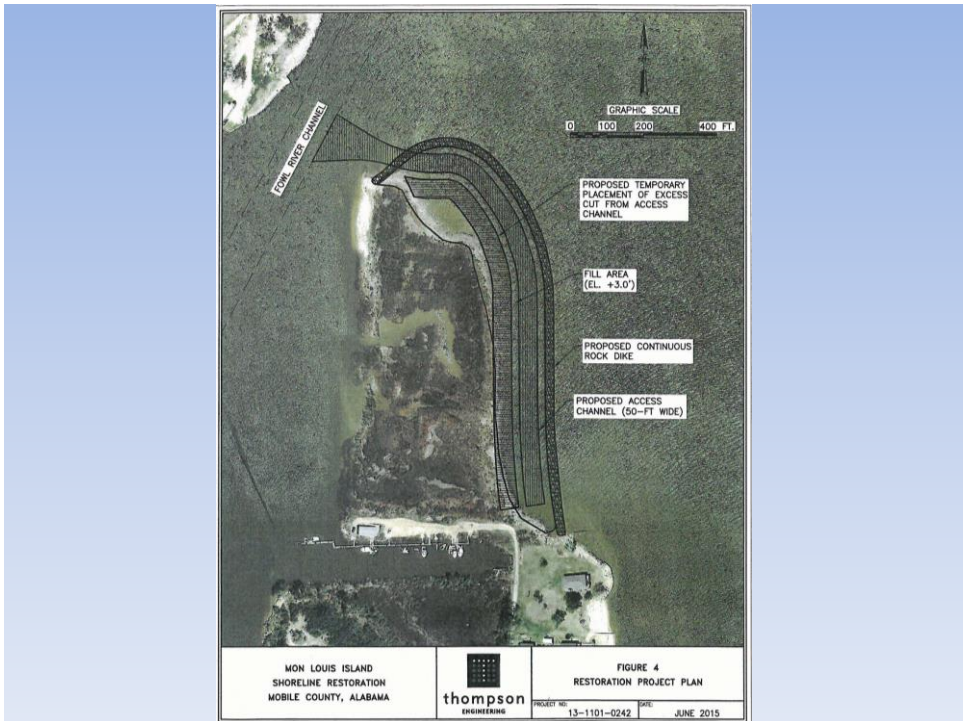 FOWL RIVER CHANNEL
GRAPHIC SCALE
0 100 200 400 FT.
PROPOSED TEMPORARY
PLACEMENT OF EXCESS
CUT FROM ACCESS
CHANNEL
FILL AREA
(EL. +3.0')
PROPOSED CONTINUOUS
ROCK DIKE
PROPOSED ACCESS
CHANNEL (50-FT WIDE)
MON LOUIS ISLAND
SHORELINE RESTORATION
MOBILE COUNTY, ALABAMA
thompson
ENGINEERING
FIGURE 4
RESTORATION PROJECT PLAN
PROJECT NO: 13-1101-0242
DATE: JUNE 2015